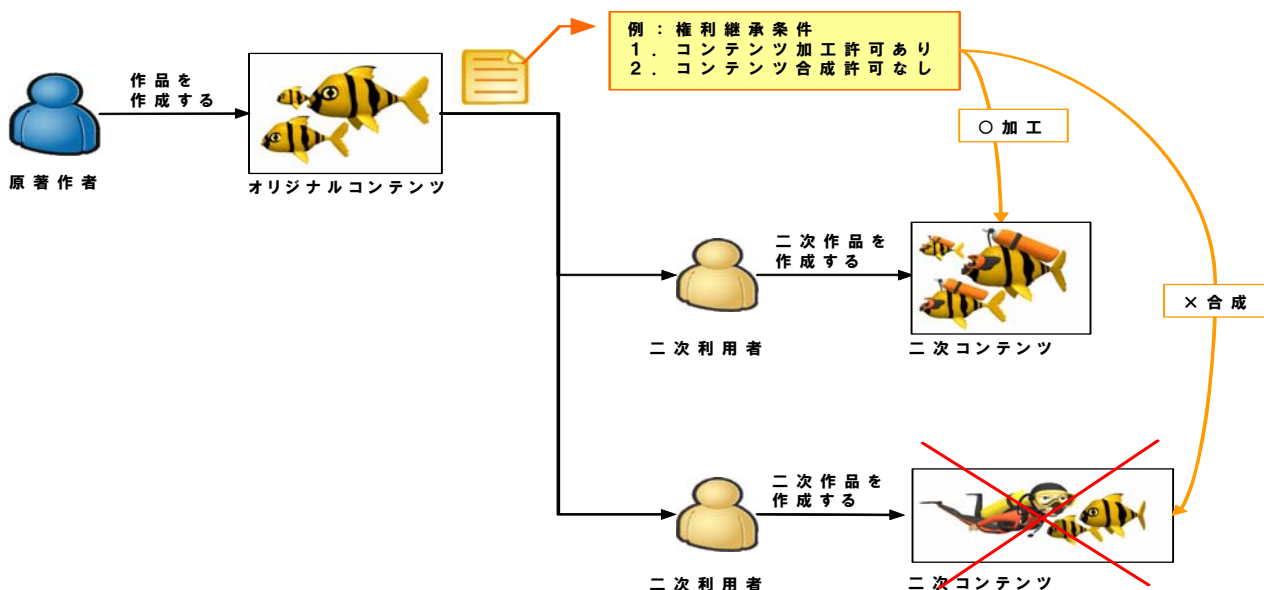 例：権利継承条件
１．コンテンツ加工許可あり
２．コンテンツ合成許可なし
作品を
作成する
原著作者
オリジナルコンテンツ
○加工
二次作品を
作成する
二次利用者
二次コンテンツ
×合成
二次作品を
作成する
二次利用者
二次コンテンツ